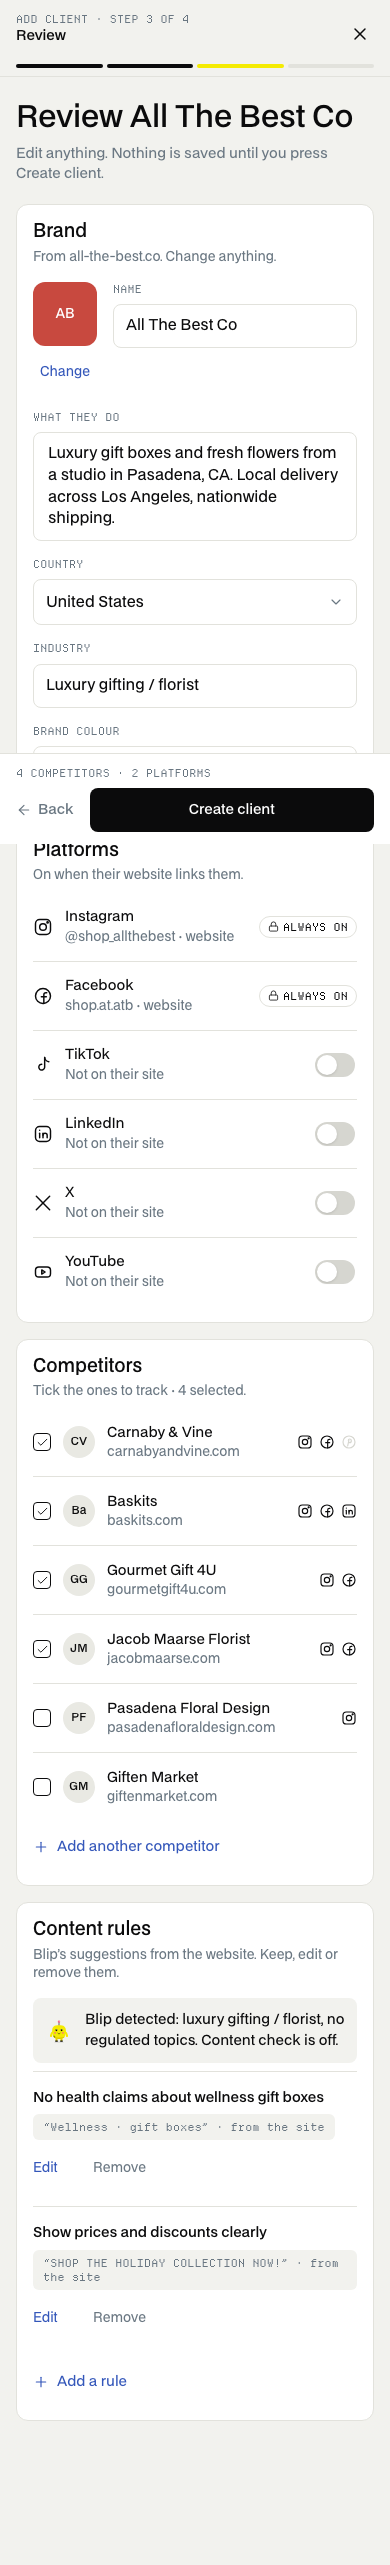 ADD CLIENT · STEP 3 OF 4
Review
Review All The Best Co
Edit anything. Nothing is saved until you press
Create client.
Brand
From all-the-best.co. Change anything.
AB
NAME
All The Best Co
Change
WHAT THEY DO
Luxury gift boxes and fresh flowers from
a studio in Pasadena, CA. Local delivery
across Los Angeles, nationwide
shipping.
COUNTRY
United States
INDUSTRY
Luxury gifting / florist
BRAND COLOUR
4 COMPETITORS · 2 PLATFORMS
Back
Create client
Platforms
On when their website links them.
Instagram
@shop_allthebest · website
ALWAYS ON
Facebook
shop.at.atb · website
ALWAYS ON
TikTok
Not on their site
LinkedIn
Not on their site
X
Not on their site
YouTube
Not on their site
Competitors
Tick the ones to track · 4 selected.
CV
Carnaby & Vine
carnabyandvine.com
Ba
Baskits
baskits.com
GG
Gourmet Gift 4U
gourmetgift4u.com
JM
Jacob Maarse Florist
jacobmaarse.com
PF
Pasadena Floral Design
pasadenafloraldesign.com
GM
Giften Market
giftenmarket.com
+ Add another competitor
Content rules
Blip's suggestions from the website. Keep, edit or
remove them.
Blip detected: luxury gifting / florist, no
regulated topics. Content check is off.
No health claims about wellness gift boxes
“Wellness · gift boxes” · from the site
Edit
Remove
Show prices and discounts clearly
“SHOP THE HOLIDAY COLLECTION NOW!” · from
the site
Edit
Remove
+ Add a rule